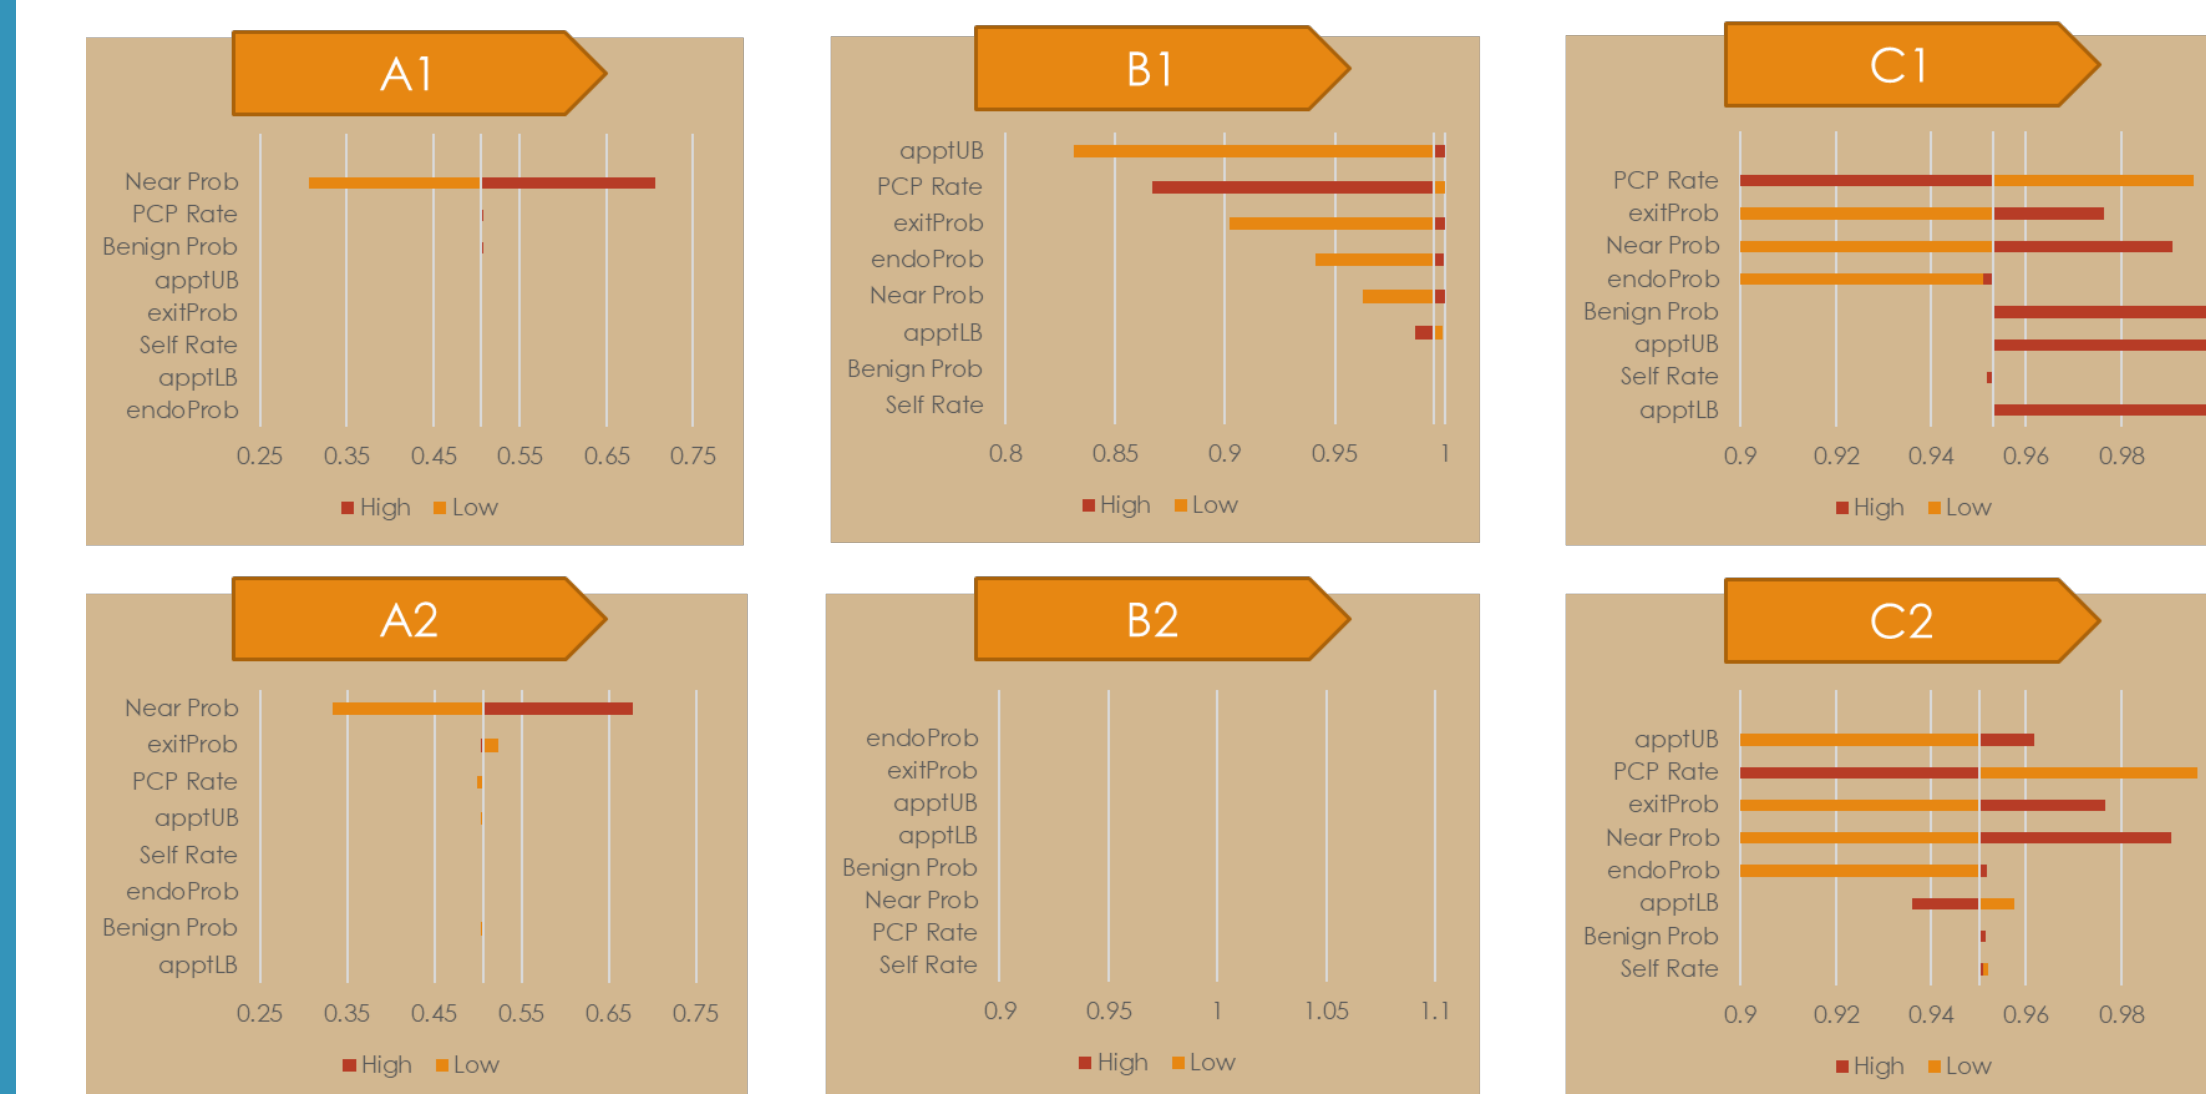 A1
Near Prob
PCP Rate
Benign Prob
apptUB
exitProb
Self Rate
apptLB
endoProb
0.25 0.35 0.45 0.55 0.65 0.75
High Low
B1
apptUB
PCP Rate
exitProb
endoProb
Near Prob
apptLB
Benign Prob
Self Rate
0.8 0.85 0.9 0.95 1
High Low
C1
PCP Rate
exitProb
Near Prob
endoProb
Benign Prob
apptUB
Self Rate
apptLB
0.9 0.92 0.94 0.96 0.98
High Low
A2
Near Prob
exitProb
PCP Rate
apptUB
Self Rate
endoProb
Benign Prob
apptLB
0.25 0.35 0.45 0.55 0.65 0.75
High Low
B2
endoProb
exitProb
apptUB
apptLB
Benign Prob
Near Prob
PCP Rate
Self Rate
0.9 0.95 1 1.05 1.1
High Low
C2
apptUB
PCP Rate
exitProb
Near Prob
endoProb
apptLB
Benign Prob
Self Rate
0.9 0.92 0.94 0.96 0.98
High Low